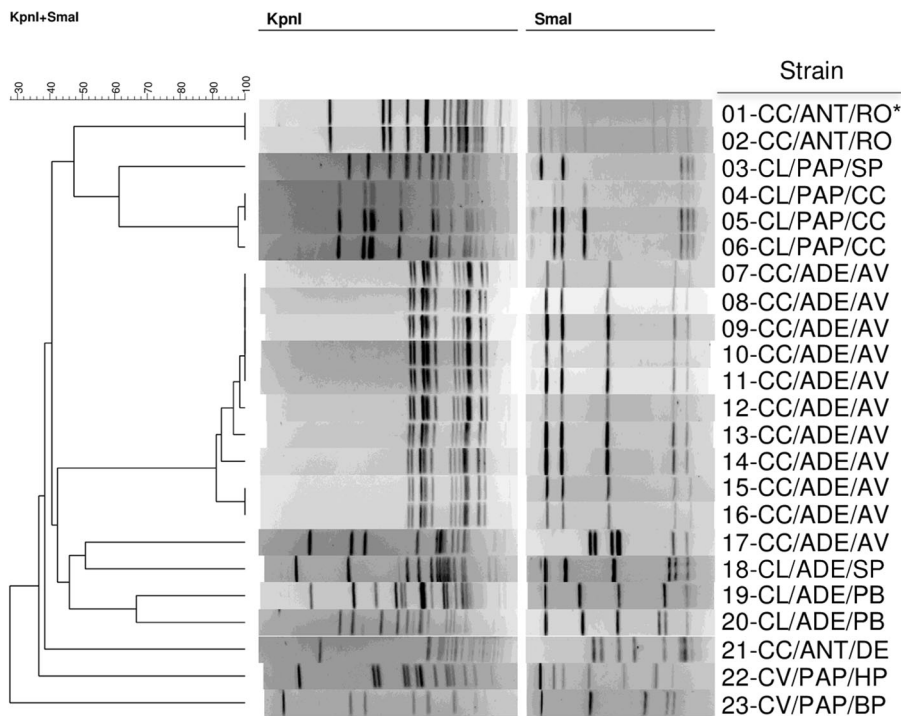 KpnI+SmaI KpnI SmaI
30 40 50 60 70 80 90 100
Strain
01-CC/ANT/RO*
02-CC/ANT/RO
03-CL/PAP/SP
04-CL/PAP/CC
05-CL/PAP/CC
06-CL/PAP/CC
07-CC/ADE/AV
08-CC/ADE/AV
09-CC/ADE/AV
10-CC/ADE/AV
11-CC/ADE/AV
12-CC/ADE/AV
13-CC/ADE/AV
14-CC/ADE/AV
15-CC/ADE/AV
16-CC/ADE/AV
17-CC/ADE/AV
18-CL/ADE/SP
19-CL/ADE/PB
20-CL/ADE/PB
21-CC/ANT/DE
22-CV/PAP/HP
23-CV/PAP/BP